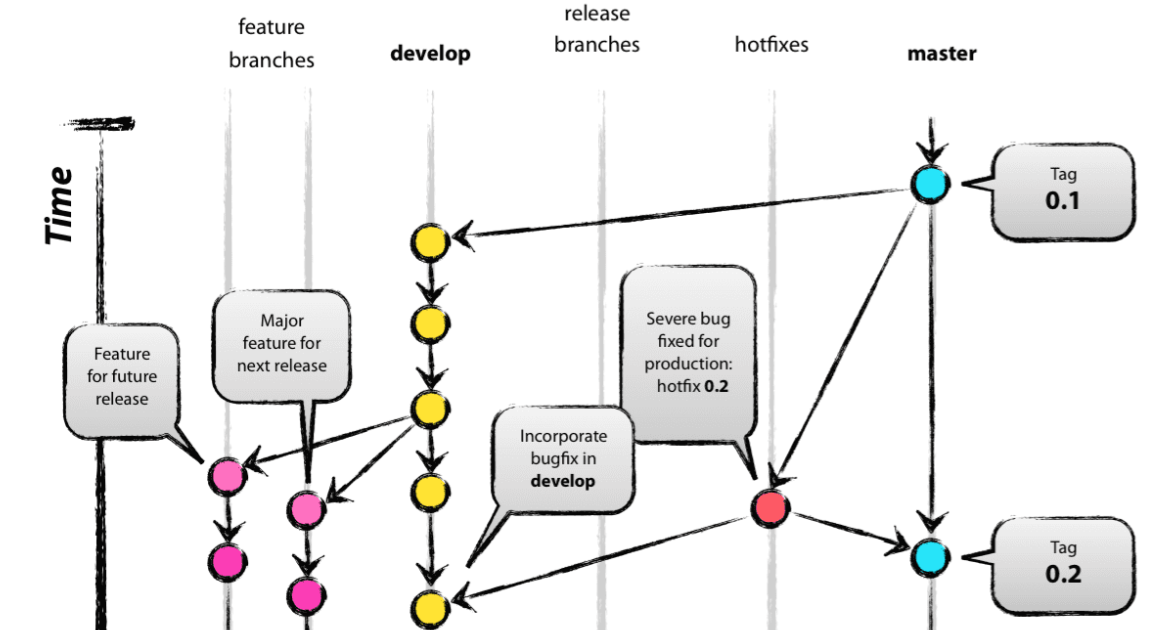 feature
branches
develop
release
branches
hotfixes
master
Time
Tag
0.1
Feature
for future
release
Major
feature for
next release
Severe bug
fixed for
production:
hotfix 0.2
Incorporate
bugfix in
develop
Tag
0.2